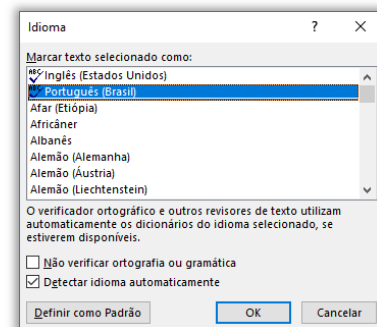 Idioma ? ×
Marcar texto selecionado como:
ABC Inglês (Estados Unidos)
ABC Português (Brasil)
Afar (Etiópia)
Africâner
Albanês
Alemão (Alemanha)
Alemão (Áustria)
Alemão (Liechtenstein)
O verificador ortográfico e outros revisores de texto utilizam
automaticamente os dicionários do idioma selecionado, se
estiverem disponíveis.
Não verificar ortografia ou gramática
Detectar idioma automaticamente
Definir como Padrão OK Cancelar